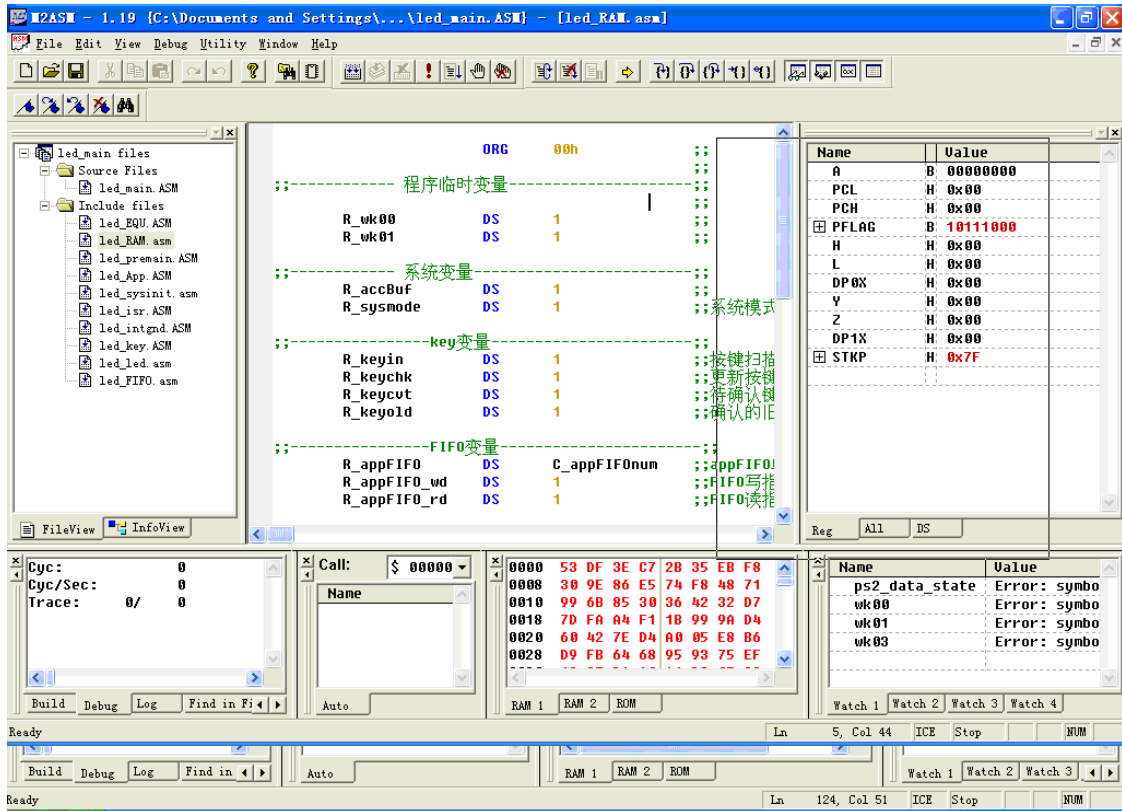 M2ASM - 1.19 {C:\Documents and Settings\...\led_main.ASM} - [led_RAM.asm]
File Edit View Debug Utility Window Help
led_main files
Source Files
led_main.ASM
Include files
led_EQU.ASM
led_RAM.asm
led_premain.ASM
led_App.ASM
led_sysinit.asm
led_isr.ASM
led_intgnd.ASM
led_key.ASM
led_led.asm
led_FIFO.asm
FileView InfoView
ORG 00h ;;
;;
;;------------ 程序临时变量-----------------;;
;;
R_wk00 DS 1 ;;
R_wk01 DS 1 ;;
;;------------ 系统变量--------------------;;
R_accBuf DS 1 ;;
R_sysmode DS 1 ;;系统模式
;;---------------key变量-------------------;;
R_keyin DS 1 ;;按键扫描
R_keychk DS 1 ;;更新按键
R_keycvt DS 1 ;;待确认键
R_keyold DS 1 ;;确认的旧
;;---------------FIFO变量-------------------;;
R_appFIFO DS C_appFIFOnum ;;appFIFO
R_appFIFO_wd DS 1 ;;FIFO写指
R_appFIFO_rd DS 1 ;;FIFO读指
Name Value
A B 00000000
PCL H 0x00
PCH H 0x00
PFLAG B 10111000
H H 0x00
L H 0x00
DP0X H 0x00
Y H 0x00
Z H 0x00
DP1X H 0x00
STKP H 0x7F
Reg All DS
Cyc: 0
Cyc/Sec: 0
Trace: 0/ 0
Build Debug Log Find in Fi
Call: $ 00000
Name
Auto
0000 53 DF 3E C7 2B 35 EB F8
0008 30 9E 86 E5 74 F8 48 71
0010 99 6B 85 30 36 42 32 D7
0018 7D FA A4 F1 1B 99 9A D4
0020 60 42 7E D4 A0 05 E8 B6
0028 D9 FB 64 68 95 93 75 EF
RAM 1 RAM 2 ROM
Name Value
ps2_data_state Error: symbo
wk00 Error: symbo
wk01 Error: symbo
wk03 Error: symbo
Watch 1 Watch 2 Watch 3 Watch 4
Ready Ln 5, Col 44 ICE Stop NUM
Build Debug Log Find in Auto RAM 1 RAM 2 ROM Watch 1 Watch 2 Watch 3
Ready Ln 124, Col 51 ICE Stop NUM